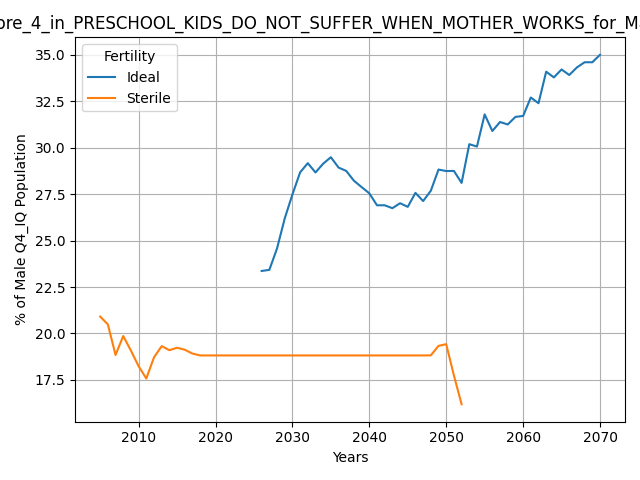 ore_4_in_PRESCHOOL_KIDS_DO_NOT_SUFFER_WHEN_MOTHER_WORKS_for_M
Fertility
Ideal
Sterile
35.0
32.5
30.0
27.5
25.0
22.5
20.0
17.5
% of Male Q4_IQ Population
2010 2020 2030 2040 2050 2060 2070
Years